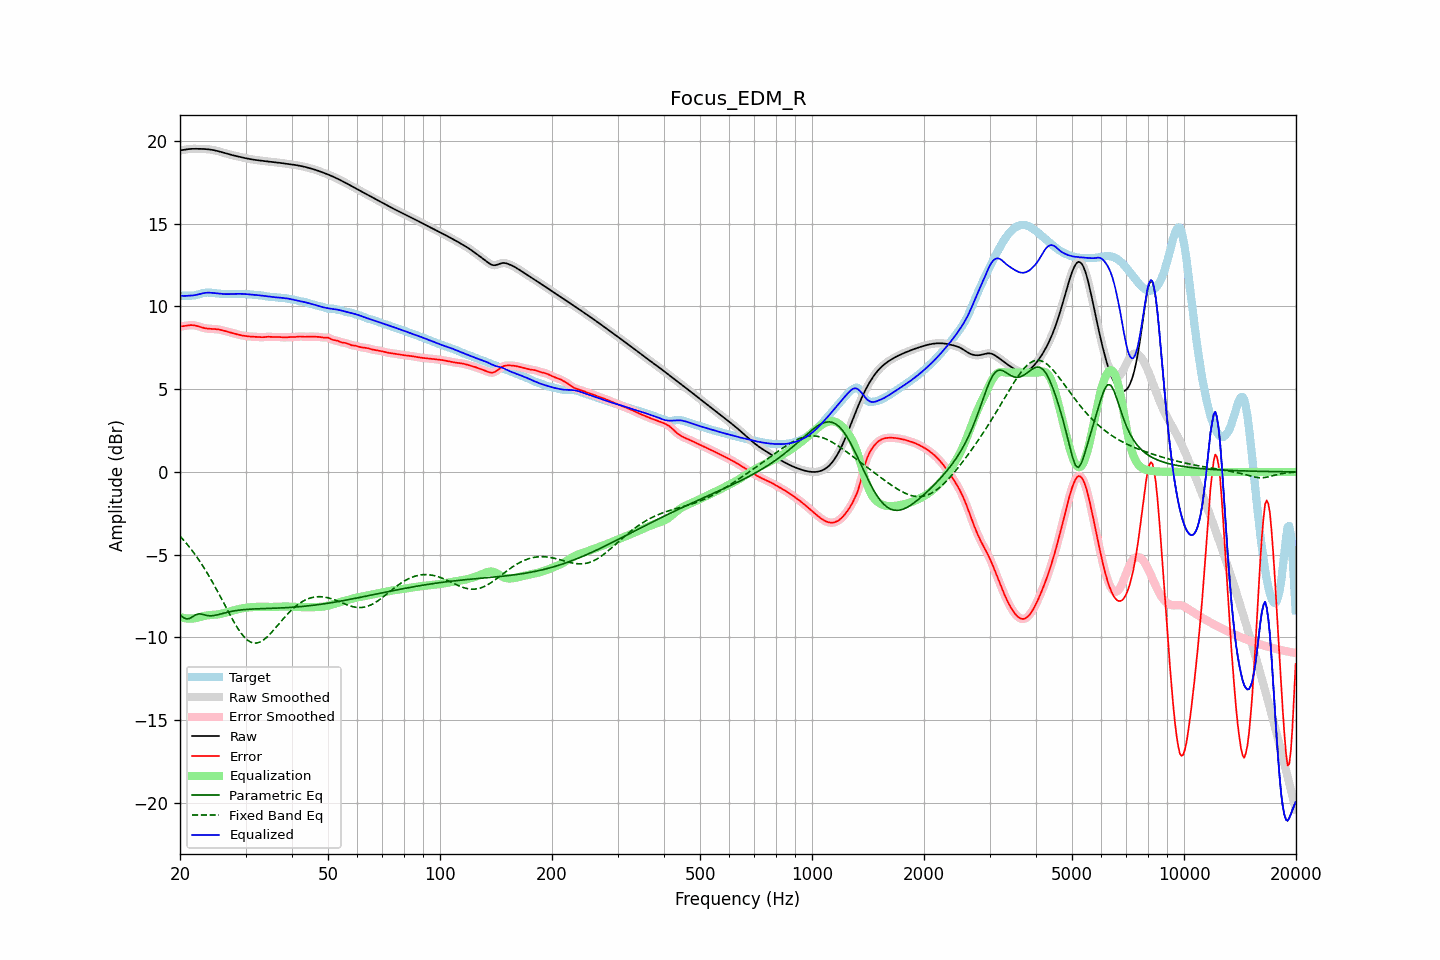 Focus_EDM_R
Amplitude (dBr)
20
15
10
5
0
−5
−10
−15
−20
Target
Raw Smoothed
Error Smoothed
Raw
Error
Equalization
Parametric Eq
Fixed Band Eq
Equalized
20 50 100 200 500 1000 2000 5000 10000 20000
Frequency (Hz)